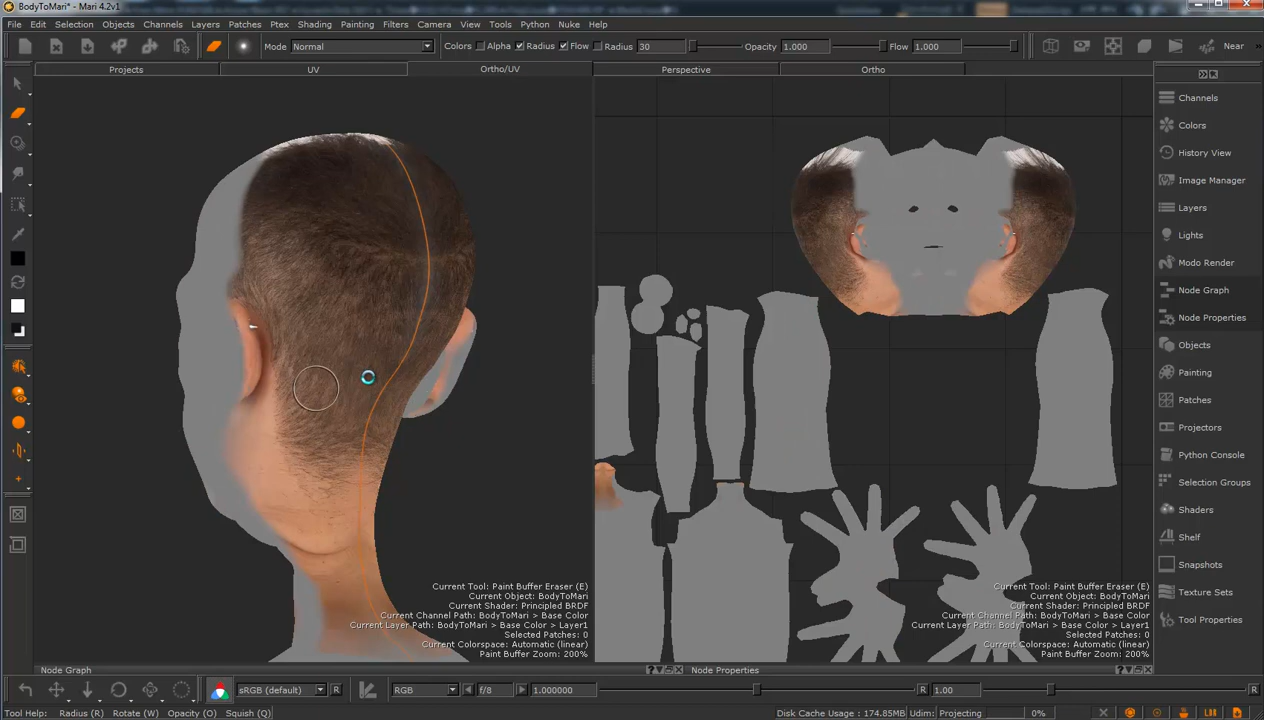 BodyToMari* - Mari 4.2v1
File Edit Selection Objects Channels Layers Patches Ptex Shading Painting Filters Camera View Tools Python Nuke Help
Mode Normal Colors Alpha Radius Flow Radius 30 Opacity 1.000 Flow 1.000 Near
Projects UV Ortho/UV Perspective Ortho
Channels
Colors
History View
Image Manager
Layers
Lights
Modo Render
Node Graph
Node Properties
Objects
Painting
Patches
Projectors
Python Console
Selection Groups
Shaders
Shelf
Snapshots
Texture Sets
Tool Properties
Current Tool: Paint Buffer Eraser (E)
Current Object: BodyToMari
Current Shader: Principled BRDF
Current Channel Path: BodyToMari > Base Color
Current Layer Path: BodyToMari > Base Color > Layer1
Selected Patches: 0
Current Colorspace: Automatic (linear)
Paint Buffer Zoom: 200%
Current Tool: Paint Buffer Eraser (E)
Current Object: BodyToMari
Current Shader: Principled BRDF
Current Channel Path: BodyToMari > Base Color
Current Layer Path: BodyToMari > Base Color > Layer1
Selected Patches: 0
Current Colorspace: Automatic (linear)
Paint Buffer Zoom: 200%
Node Graph Node Properties
sRGB (default) R RGB f/8 1.000000 R 1.00 R
Tool Help: Radius (R) Rotate (W) Opacity (O) Squish (Q) Disk Cache Usage : 174.85MB Udim: Projecting 0%